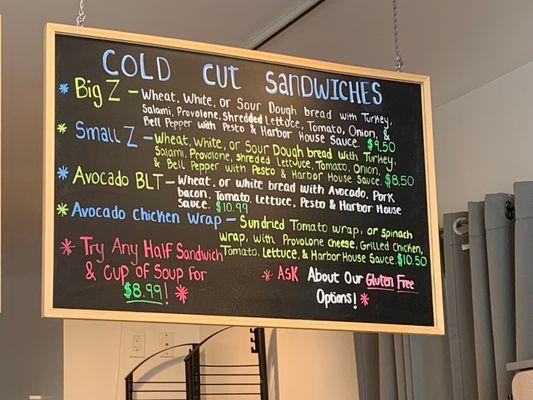 Cold Cut Sandwiches
* Big Z - Wheat, White, or Sour Dough bread with Turkey,
Salami, Provolone, Shredded Lettuce, Tomato, Onion, &
Bell Pepper with Pesto & Harbor House Sauce $9.50
* Small Z - Wheat, White, or Sour Dough bread with Turkey,
Salami, Provolone, Shredded Lettuce, Tomato, Onion,
& Bell Pepper with Pesto & Harbor House Sauce. $8.50
* Avocado BLT - Wheat, or white bread with Avocado, Pork
bacon, Tomato, Lettuce, Pesto & Harbor House
Sauce. $10.99
* Avocado Chicken Wrap - Sundried Tomato wrap, or spinach
wrap, with Provolone cheese, Grilled Chicken,
Tomato, Lettuce, & Harbor House Sauce. $10.50
* Try Any Half Sandwich
& Cup of Soup For
$8.99! *
* Ask About Our Gluten Free
Options! *